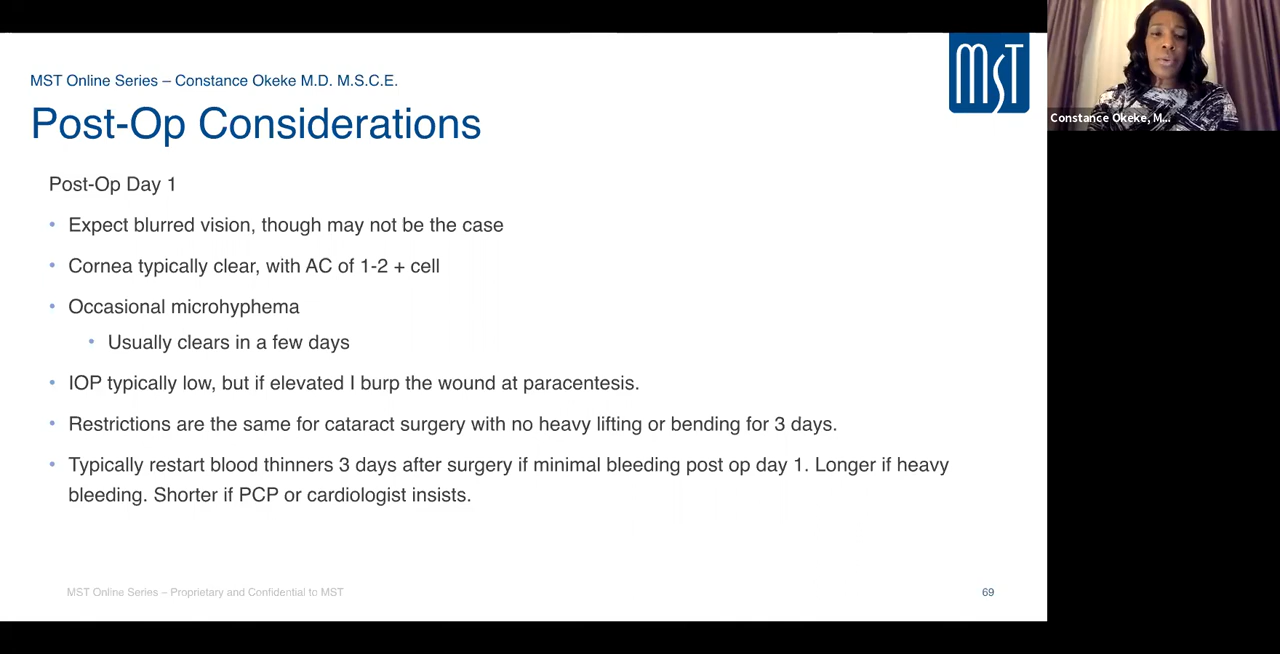 MST Online Series – Constance Okeke M.D. M.S.C.E.
MST
Post-Op Considerations
Constance Okeke, M...
Post-Op Day 1
• Expect blurred vision, though may not be the case
• Cornea typically clear, with AC of 1-2 + cell
• Occasional microhyphema
• Usually clears in a few days
• IOP typically low, but if elevated I burp the wound at paracentesis.
• Restrictions are the same for cataract surgery with no heavy lifting or bending for 3 days.
• Typically restart blood thinners 3 days after surgery if minimal bleeding post op day 1. Longer if heavy
bleeding. Shorter if PCP or cardiologist insists.
MST Online Series – Proprietary and Confidential to MST
69